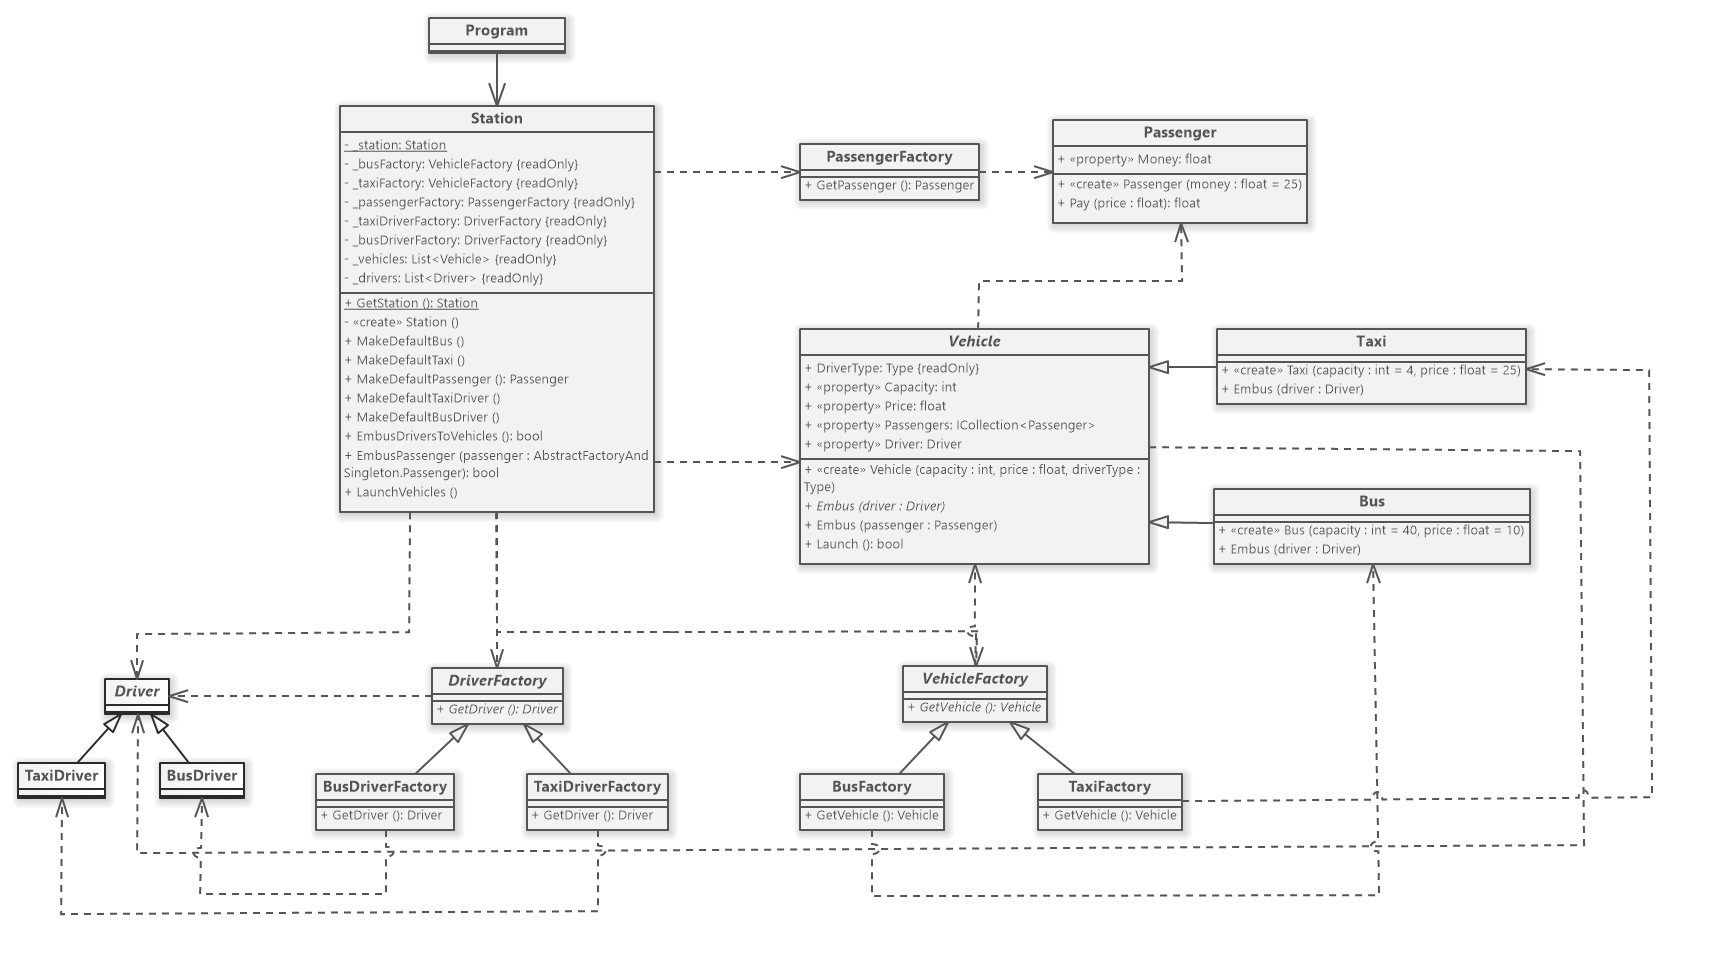 Program
Station
- _station: Station
- _busFactory: VehicleFactory {readOnly}
- _taxiFactory: VehicleFactory {readOnly}
- _passengerFactory: PassengerFactory {readOnly}
- _taxiDriverFactory: DriverFactory {readOnly}
- _busDriverFactory: DriverFactory {readOnly}
- _vehicles: List<Vehicle> {readOnly}
- _drivers: List<Driver> {readOnly}
+ GetStation (): Station
- «create» Station ()
+ MakeDefaultBus ()
+ MakeDefaultTaxi ()
+ MakeDefaultPassenger (): Passenger
+ MakeDefaultTaxiDriver ()
+ MakeDefaultBusDriver ()
+ EmbusDriversToVehicles (): bool
+ EmbusPassenger (passenger : AbstractFactoryAnd
Singleton.Passenger): bool
+ LaunchVehicles ()
PassengerFactory
+ GetPassenger (): Passenger
Passenger
+ «property» Money: float
+ «create» Passenger (money : float = 25)
+ Pay (price : float): float
Vehicle
+ DriverType: Type {readOnly}
+ «property» Capacity: int
+ «property» Price: float
+ «property» Passengers: ICollection<Passenger>
+ «property» Driver: Driver
+ «create» Vehicle (capacity : int, price : float, driverType :
Type)
+ Embus (driver : Driver)
+ Embus (passenger : Passenger)
+ Launch (): bool
Taxi
+ «create» Taxi (capacity : int = 4, price : float = 25)
+ Embus (driver : Driver)
Bus
+ «create» Bus (capacity : int = 40, price : float = 10)
+ Embus (driver : Driver)
Driver
DriverFactory
+ GetDriver (): Driver
VehicleFactory
+ GetVehicle (): Vehicle
TaxiDriver
BusDriver
BusDriverFactory
+ GetDriver (): Driver
TaxiDriverFactory
+ GetDriver (): Driver
BusFactory
+ GetVehicle (): Vehicle
TaxiFactory
+ GetVehicle (): Vehicle